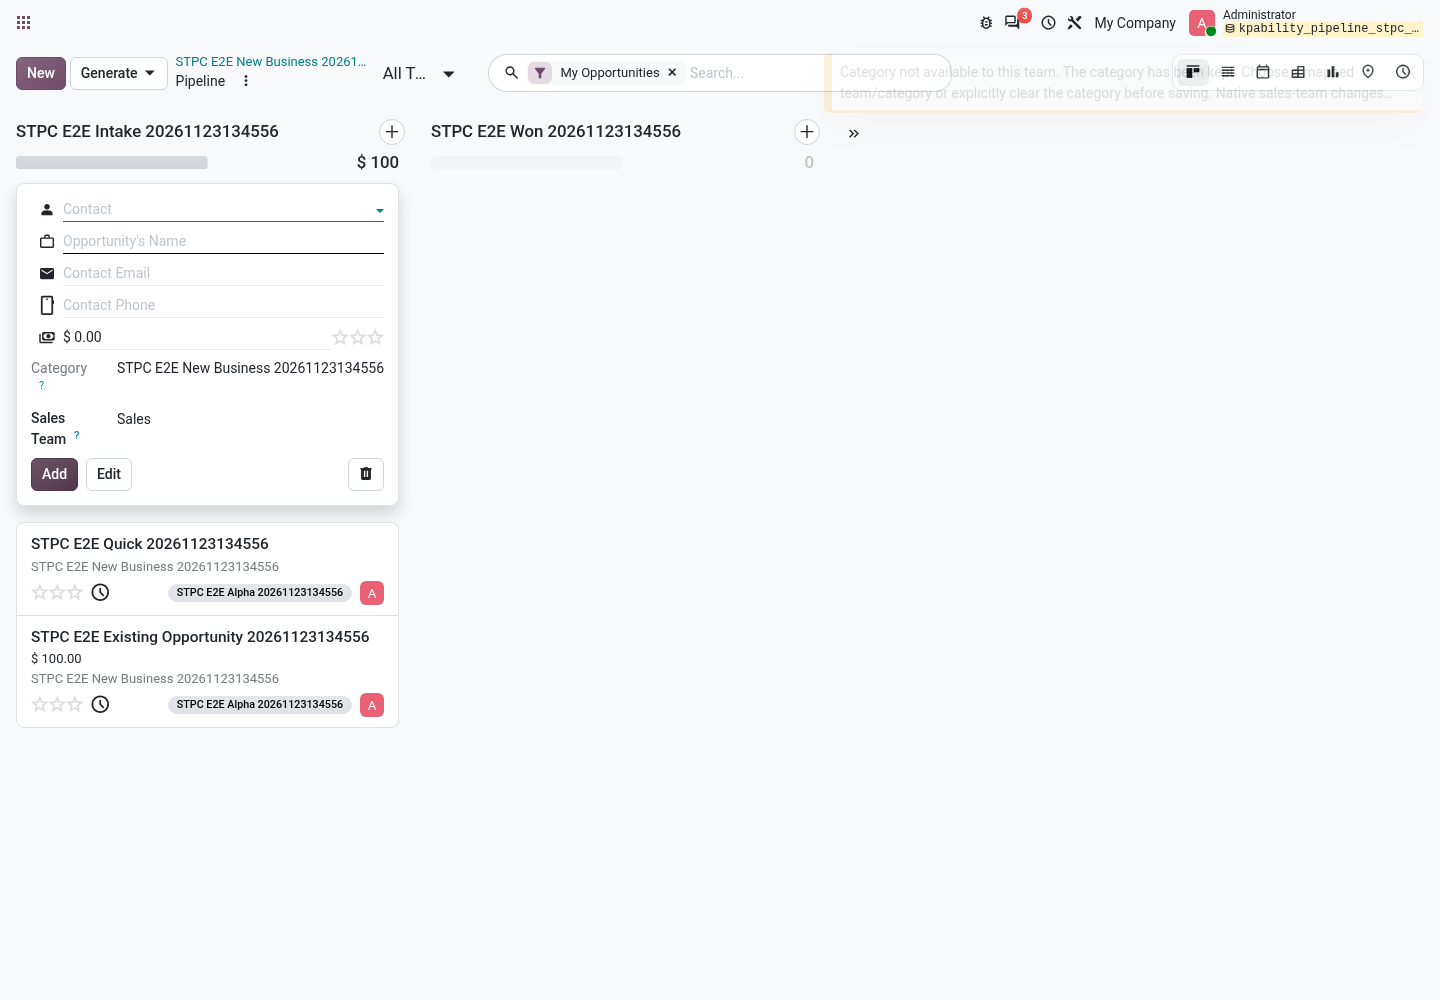 3
My Company
A
Administrator
kpability_pipeline_stpc_…
New
Generate
STPC E2E New Business 20261…
Pipeline
All T…
My Opportunities
Search...
Category not available to this team. The category has been kept. Choose a mapped
team/category or explicitly clear the category before saving. Native sales-team changes…
STPC E2E Intake 20261123134556
$ 100
STPC E2E Won 20261123134556
0
Contact
Opportunity's Name
Contact Email
Contact Phone
$ 0.00
Category
?
STPC E2E New Business 20261123134556
Sales
Team ?
Sales
Add
Edit
STPC E2E Quick 20261123134556
STPC E2E New Business 20261123134556
STPC E2E Alpha 20261123134556
A
STPC E2E Existing Opportunity 20261123134556
$ 100.00
STPC E2E New Business 20261123134556
STPC E2E Alpha 20261123134556
A